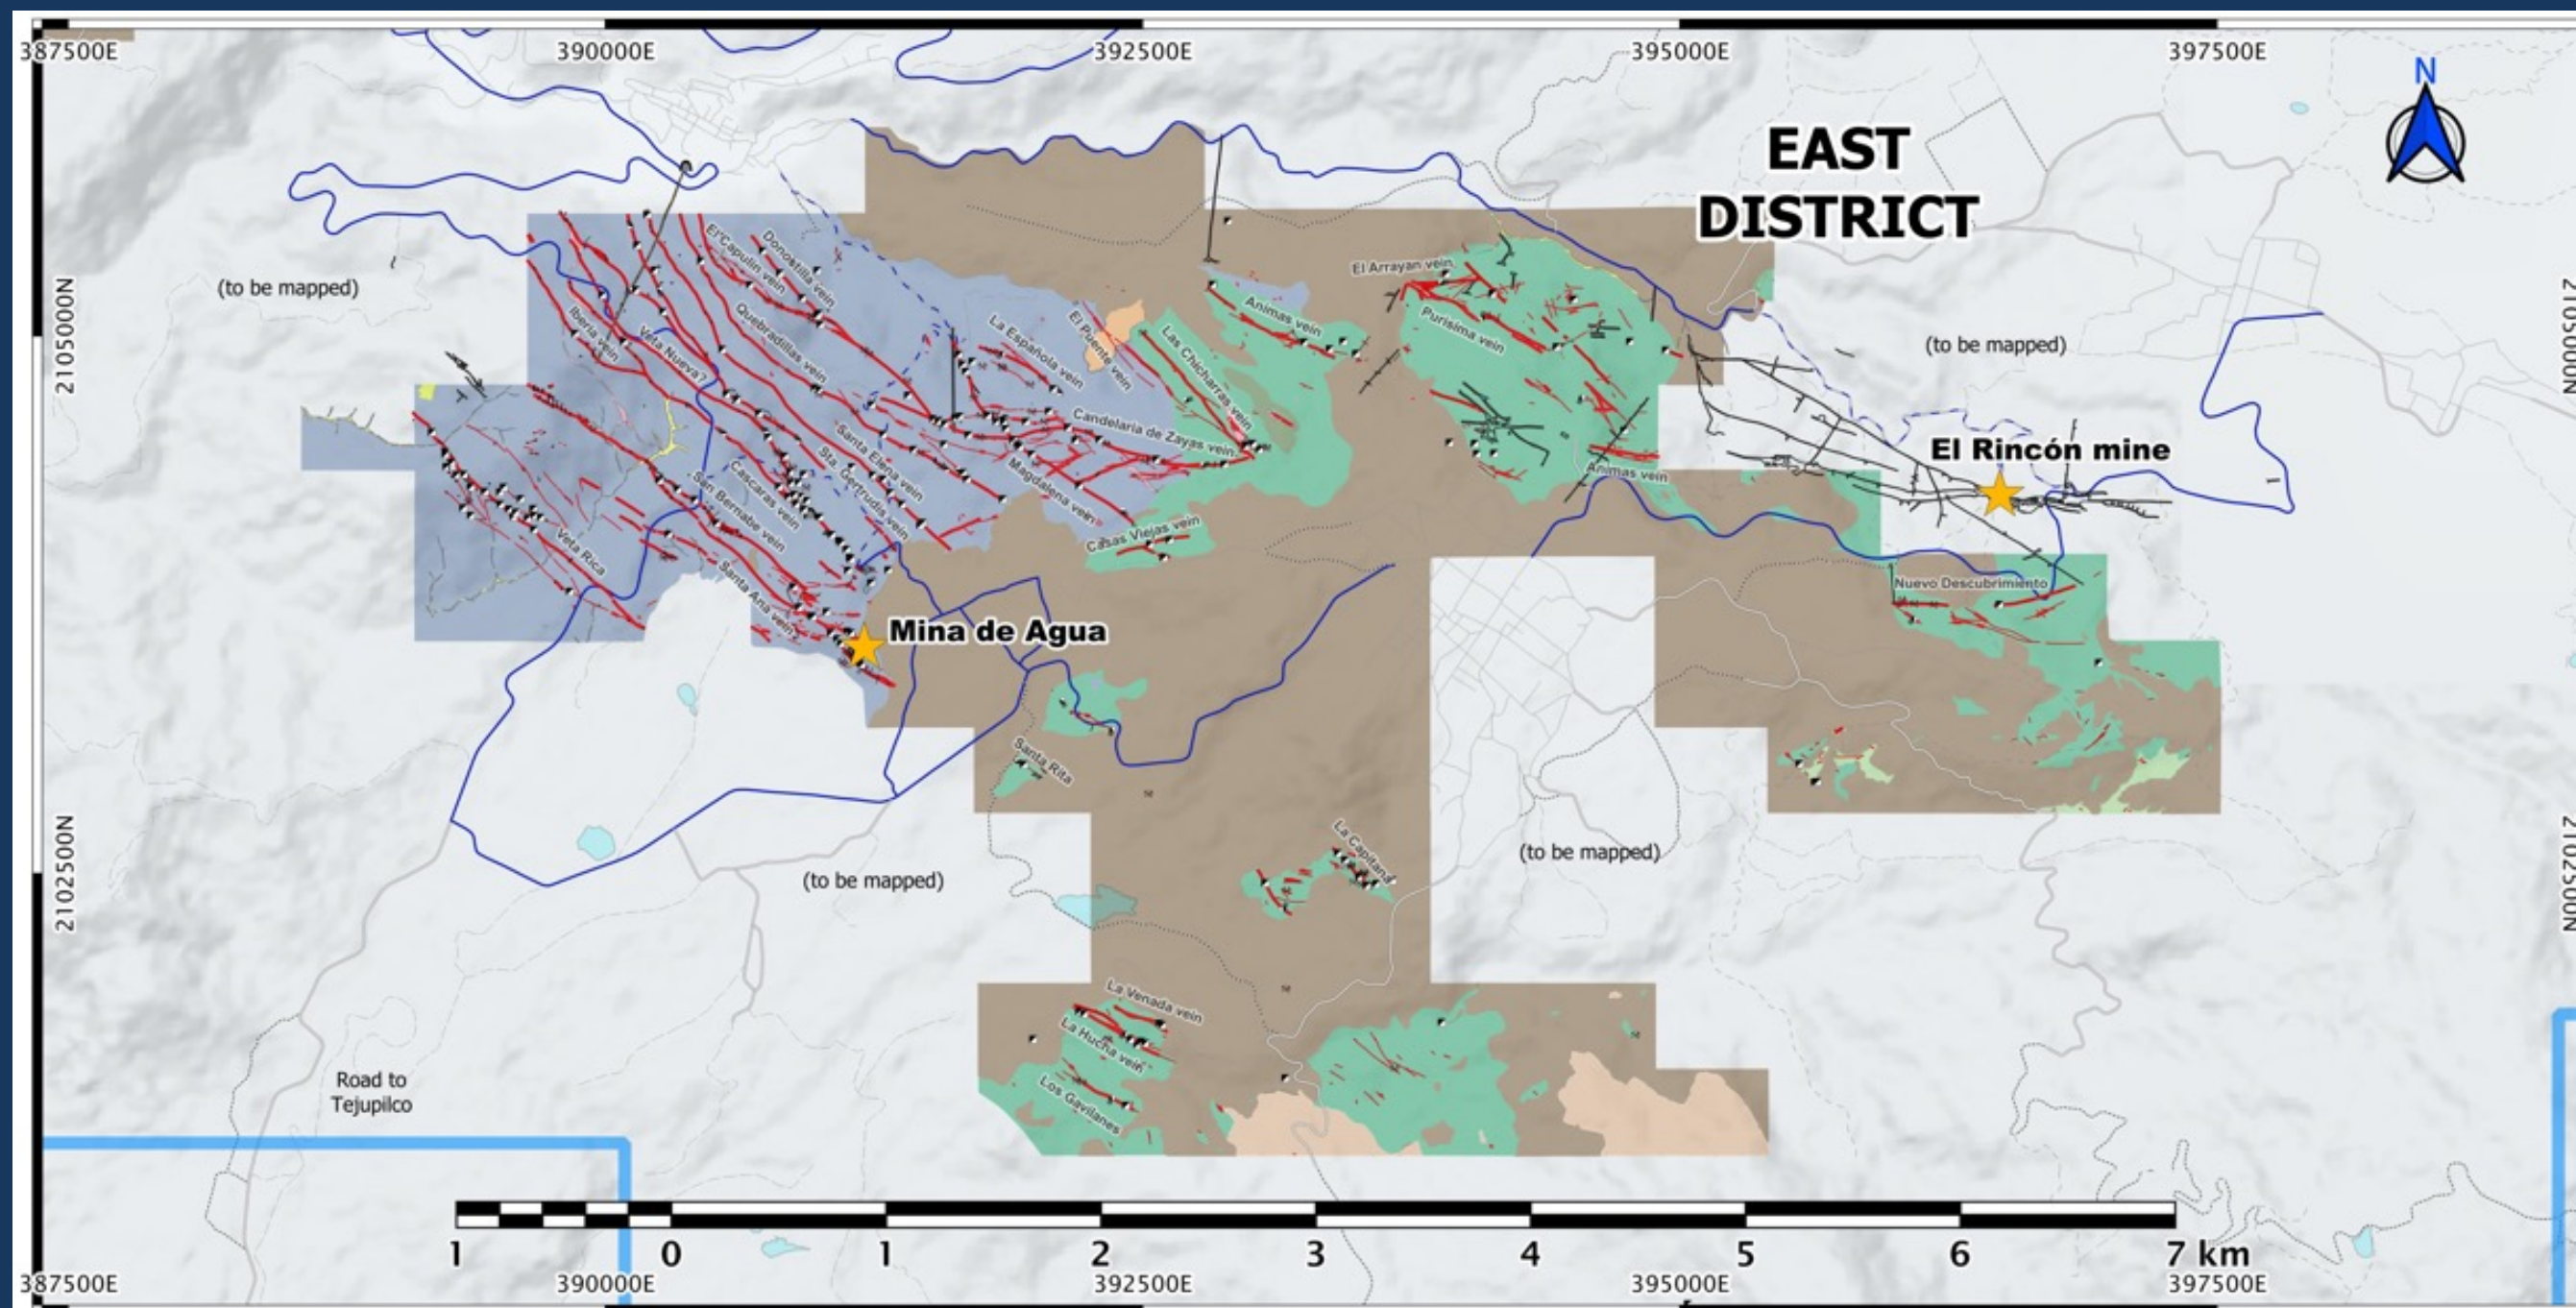 387500E
390000E
392500E
395000E
397500E
N
EAST
DISTRICT
2105000N
2105000N
(to be mapped)
El Capulin vein
Donostilla vein
El Arrayan vein
Animas vein
Purisima vein
(to be mapped)
Iberia vein
Veta Nueva?
Quebradillas vein
La Española vein
El Puente vein
Las Chicharras vein
Candelaria de Zayas vein
El Rincón mine
Santa Elena vein
Sta. Gertrudis vein
Magdalena vein
Animas vein
San Bernabe vein
Cascaras vein
Casas Viejas vein
Veta Rica
Santa Ana vein
Nuevo Descubrimiento
Mina de Agua
Santa Rita
2102500N
2102500N
La Capitana
(to be mapped)
(to be mapped)
La Venada vein
La Hucha vein
Los Gavilanes
Road to
Tejupilco
1 0 1 2 3 4 5 6 7 km
387500E
390000E
392500E
395000E
397500E